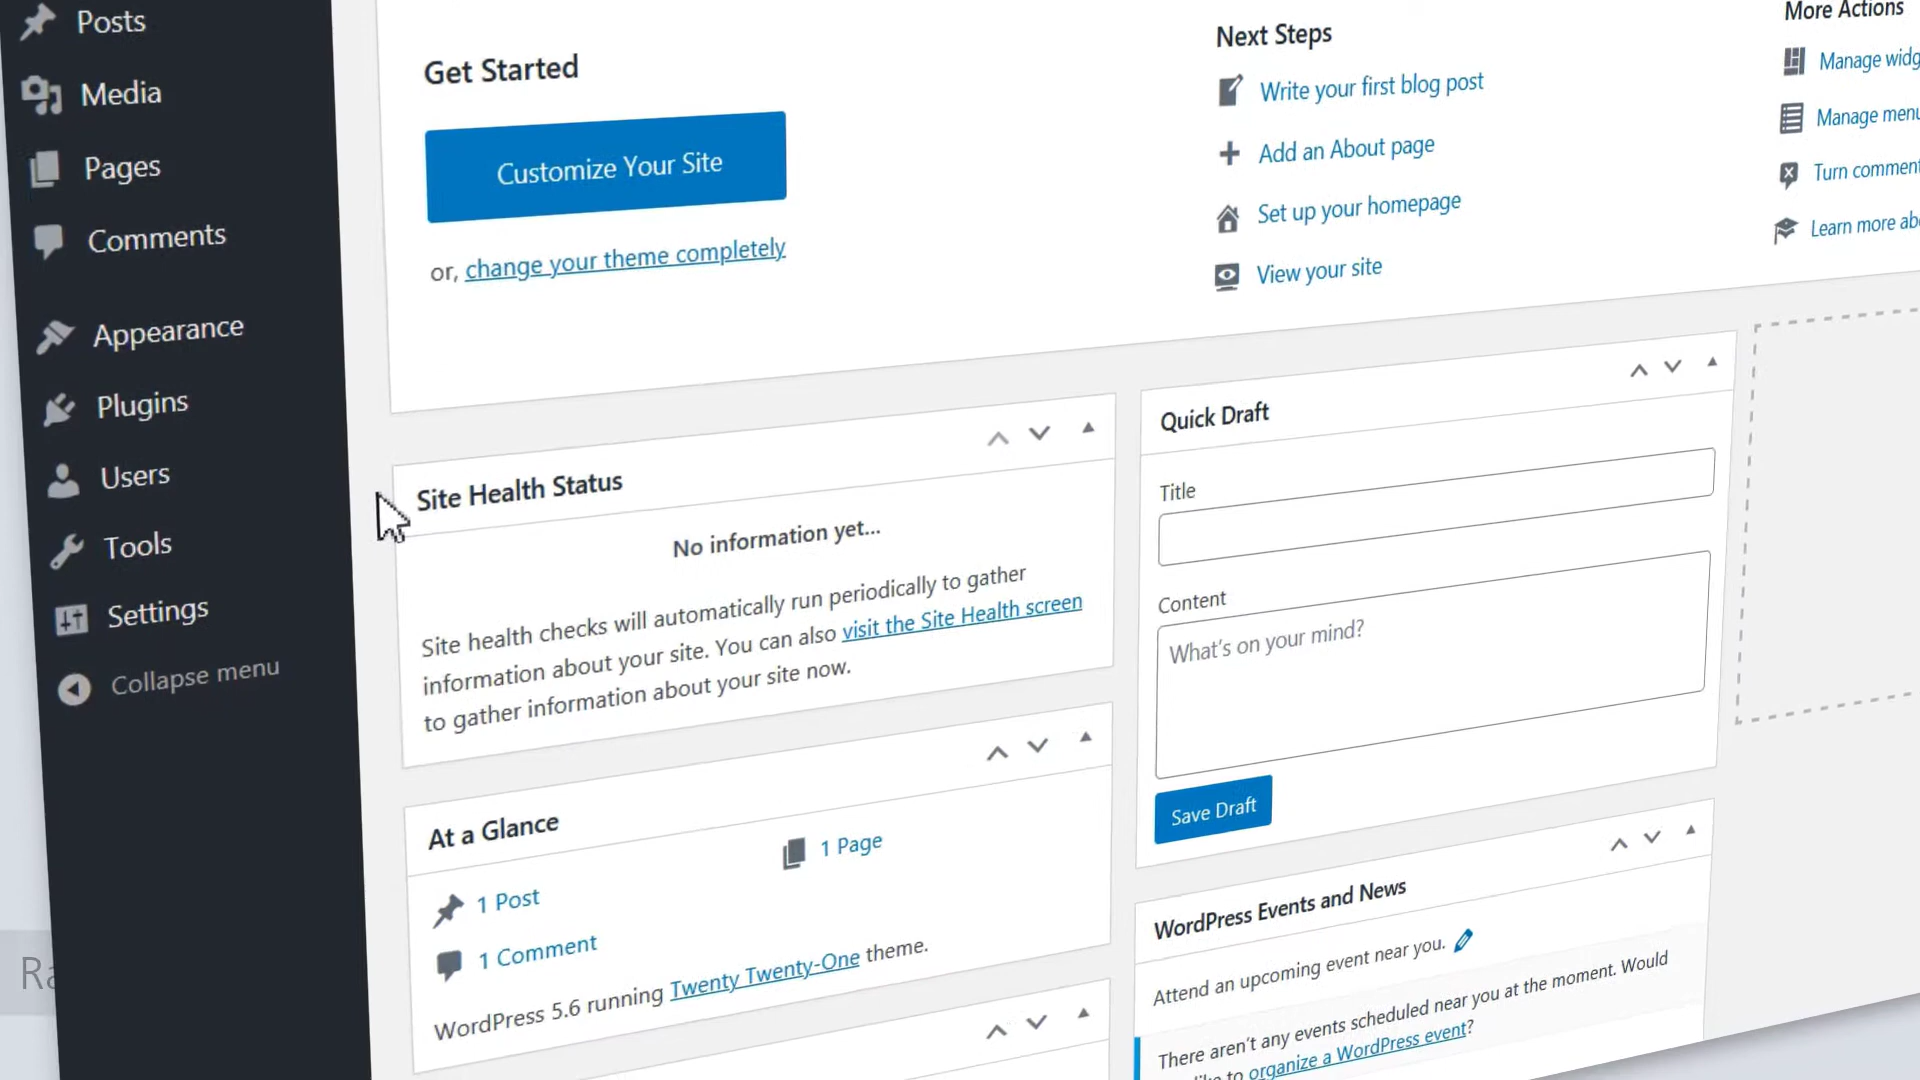 Posts
Media
Pages
Comments
Appearance
Plugins
Users
Tools
Settings
Collapse menu
Get Started
Customize Your Site
or, change your theme completely
Next Steps
Write your first blog post
Add an About page
Set up your homepage
View your site
More Actions
Manage widg
Manage menu
Turn comment
Learn more abo
Site Health Status
No information yet...
Site health checks will automatically run periodically to gather
information about your site. You can also visit the Site Health screen
to gather information about your site now.
At a Glance
1 Post
1 Page
1 Comment
WordPress 5.6 running Twenty Twenty-One theme.
Quick Draft
Title
Content
What's on your mind?
Save Draft
WordPress Events and News
Attend an upcoming event near you.
There aren't any events scheduled near you at the moment. Would
like to organize a WordPress event?
Ra